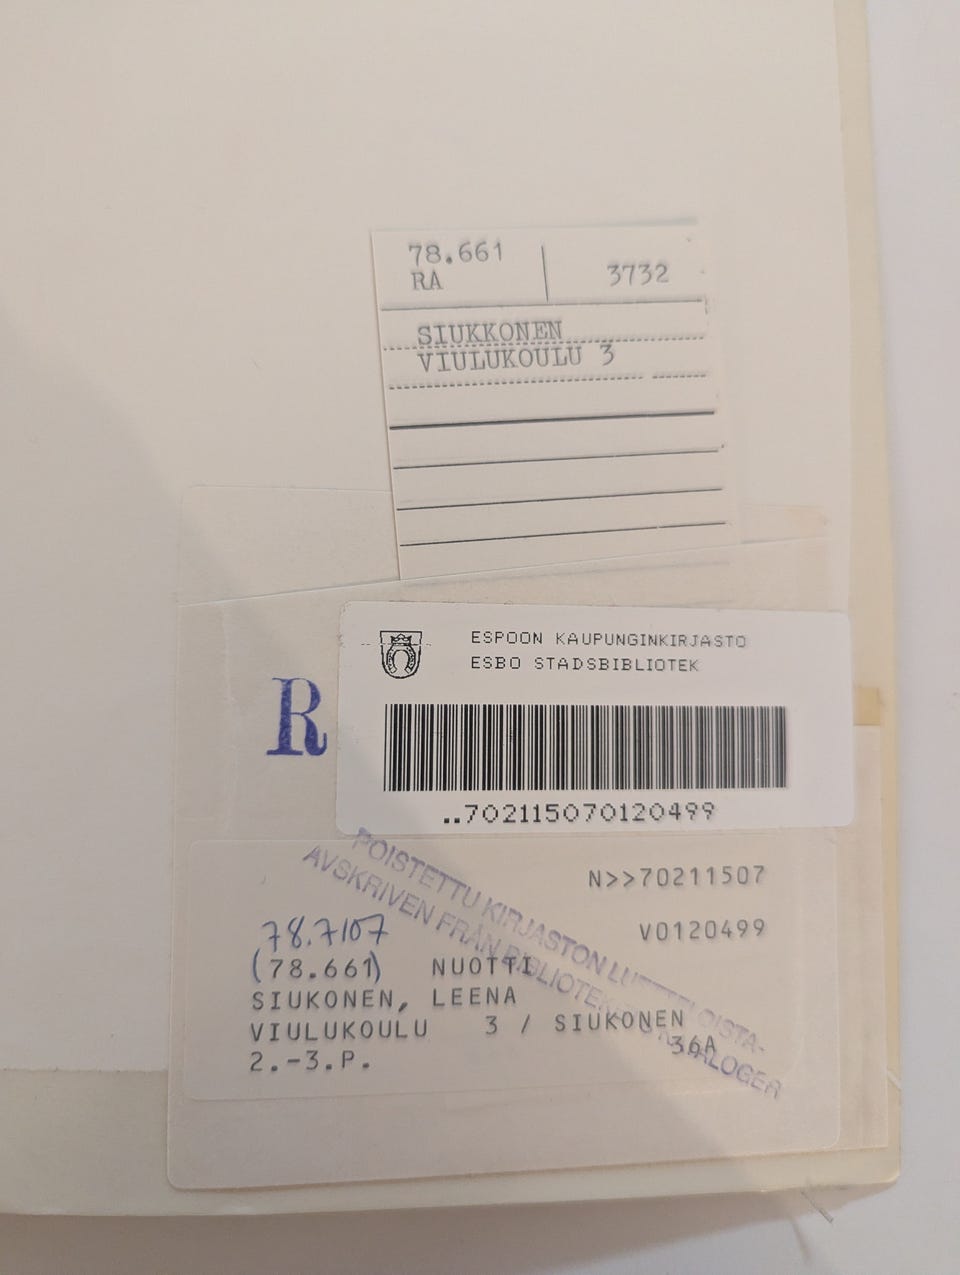 78.661
RA
3732
SIUKKONEN
VIULUKOULU 3
ESPOON KAUPUNGINKIRJASTO
ESBO STADSBIBLIOTEK
R
..702115070120499
POISTETTU KIRJASTON LUETTELOISTA-
AVSKRIVEN FRÅN BIBLIOTEKETS KATALOGER
N>>70211507
78.7107
V0120499
(78.661) NUOTTI
SIUKONEN, LEENA
VIULUKOULU 3 / SIUKONEN
36A
2.-3.P.